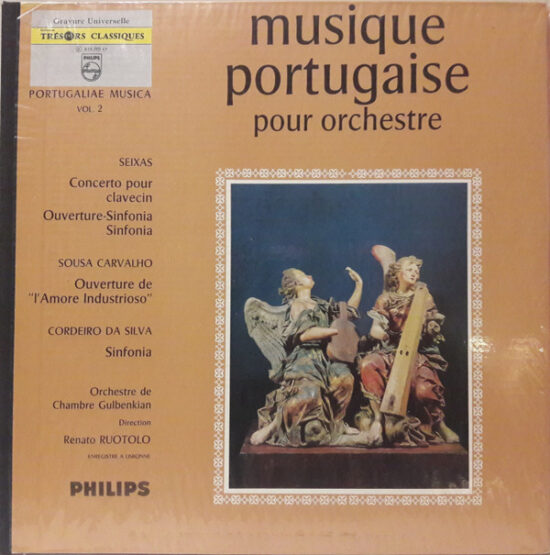 Gravure Universelle
TRÉSORS CLASSIQUES
PHILIPS
PORTUGALIAE MUSICA
VOL. 2
musique
portugaise
pour orchestre
SEIXAS
Concerto pour
clavecin
Ouverture-Sinfonia
Sinfonia
SOUSA CARVALHO
Ouverture de
"l'Amore Industrioso"
CORDEIRO DA SILVA
Sinfonia
Orchestre de
Chambre Gulbenkian
Direction
Renato RUOTOLO
ENREGISTRE A LISBONNE
PHILIPS